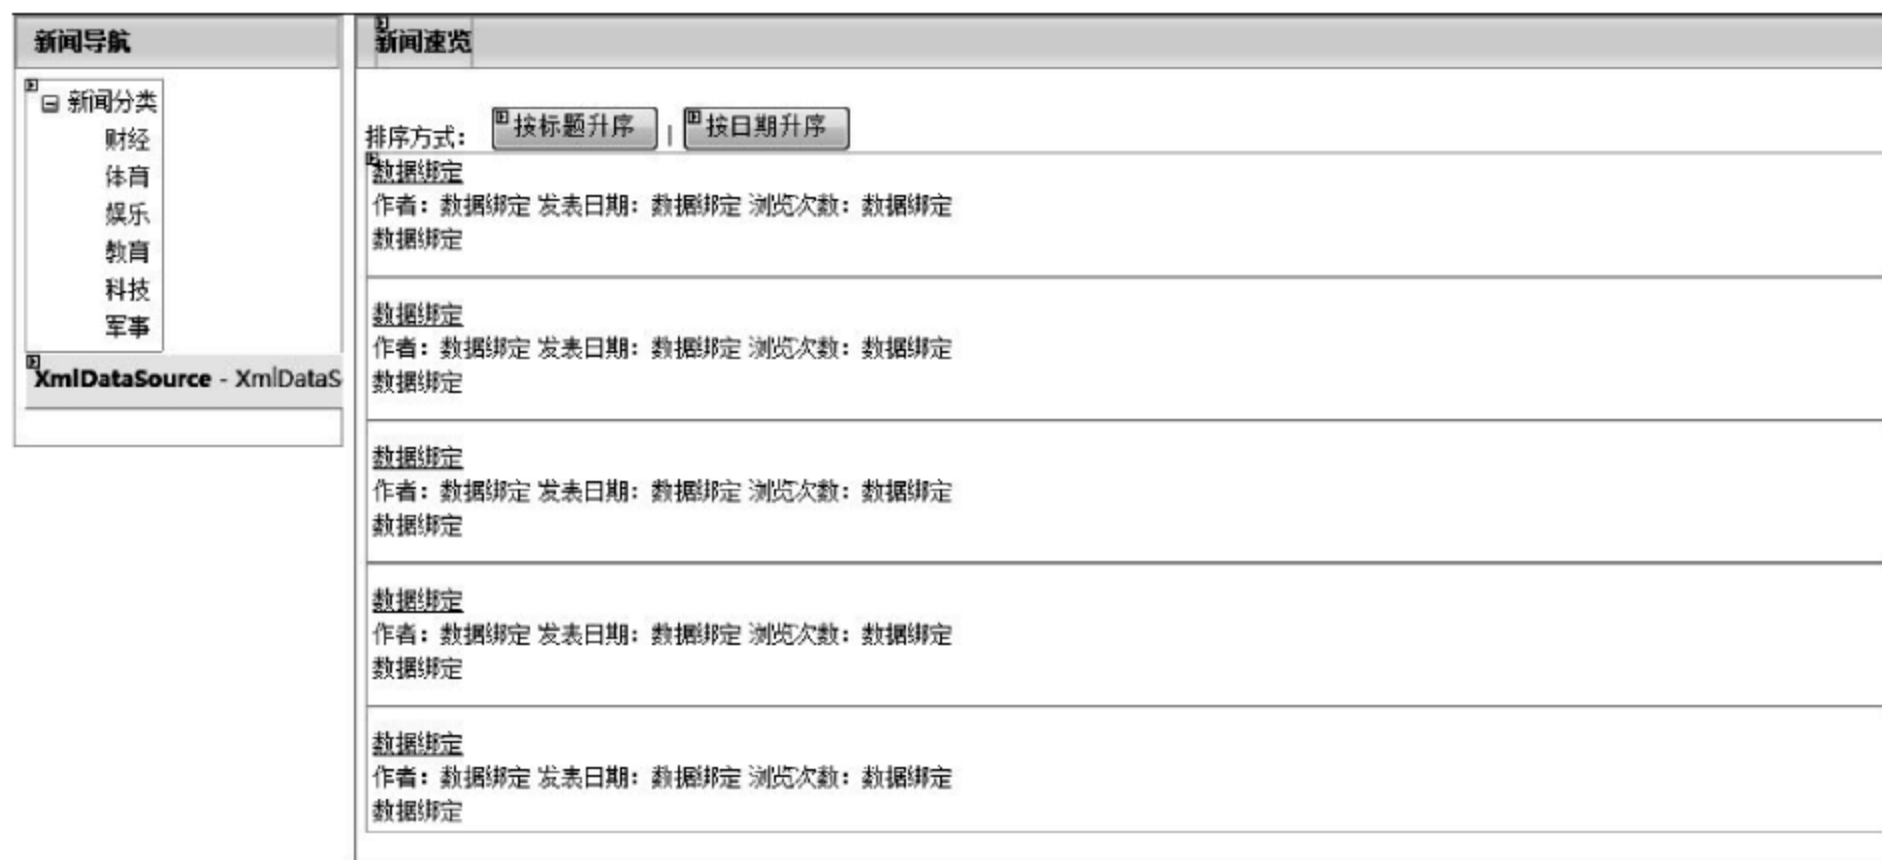 新闻导航
新闻分类
财经
体育
娱乐
教育
科技
军事
XmlDataSource - XmlDataS
新闻速览
排序方式： 按标题升序 | 按日期升序
数据绑定
作者：数据绑定 发表日期：数据绑定 浏览次数：数据绑定
数据绑定
数据绑定
作者：数据绑定 发表日期：数据绑定 浏览次数：数据绑定
数据绑定
数据绑定
作者：数据绑定 发表日期：数据绑定 浏览次数：数据绑定
数据绑定
数据绑定
作者：数据绑定 发表日期：数据绑定 浏览次数：数据绑定
数据绑定
数据绑定
作者：数据绑定 发表日期：数据绑定 浏览次数：数据绑定
数据绑定